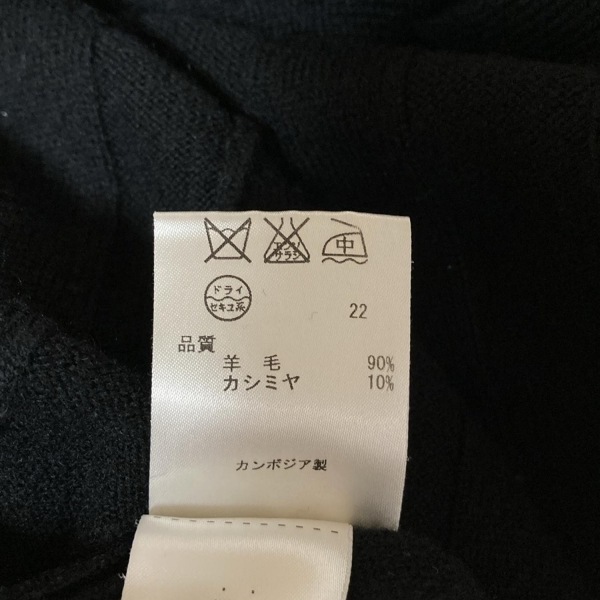 エンソ
サラシ
中
ドライ
セキユ系
22
品質
羊毛 90%
カシミヤ 10%
カンボジア製